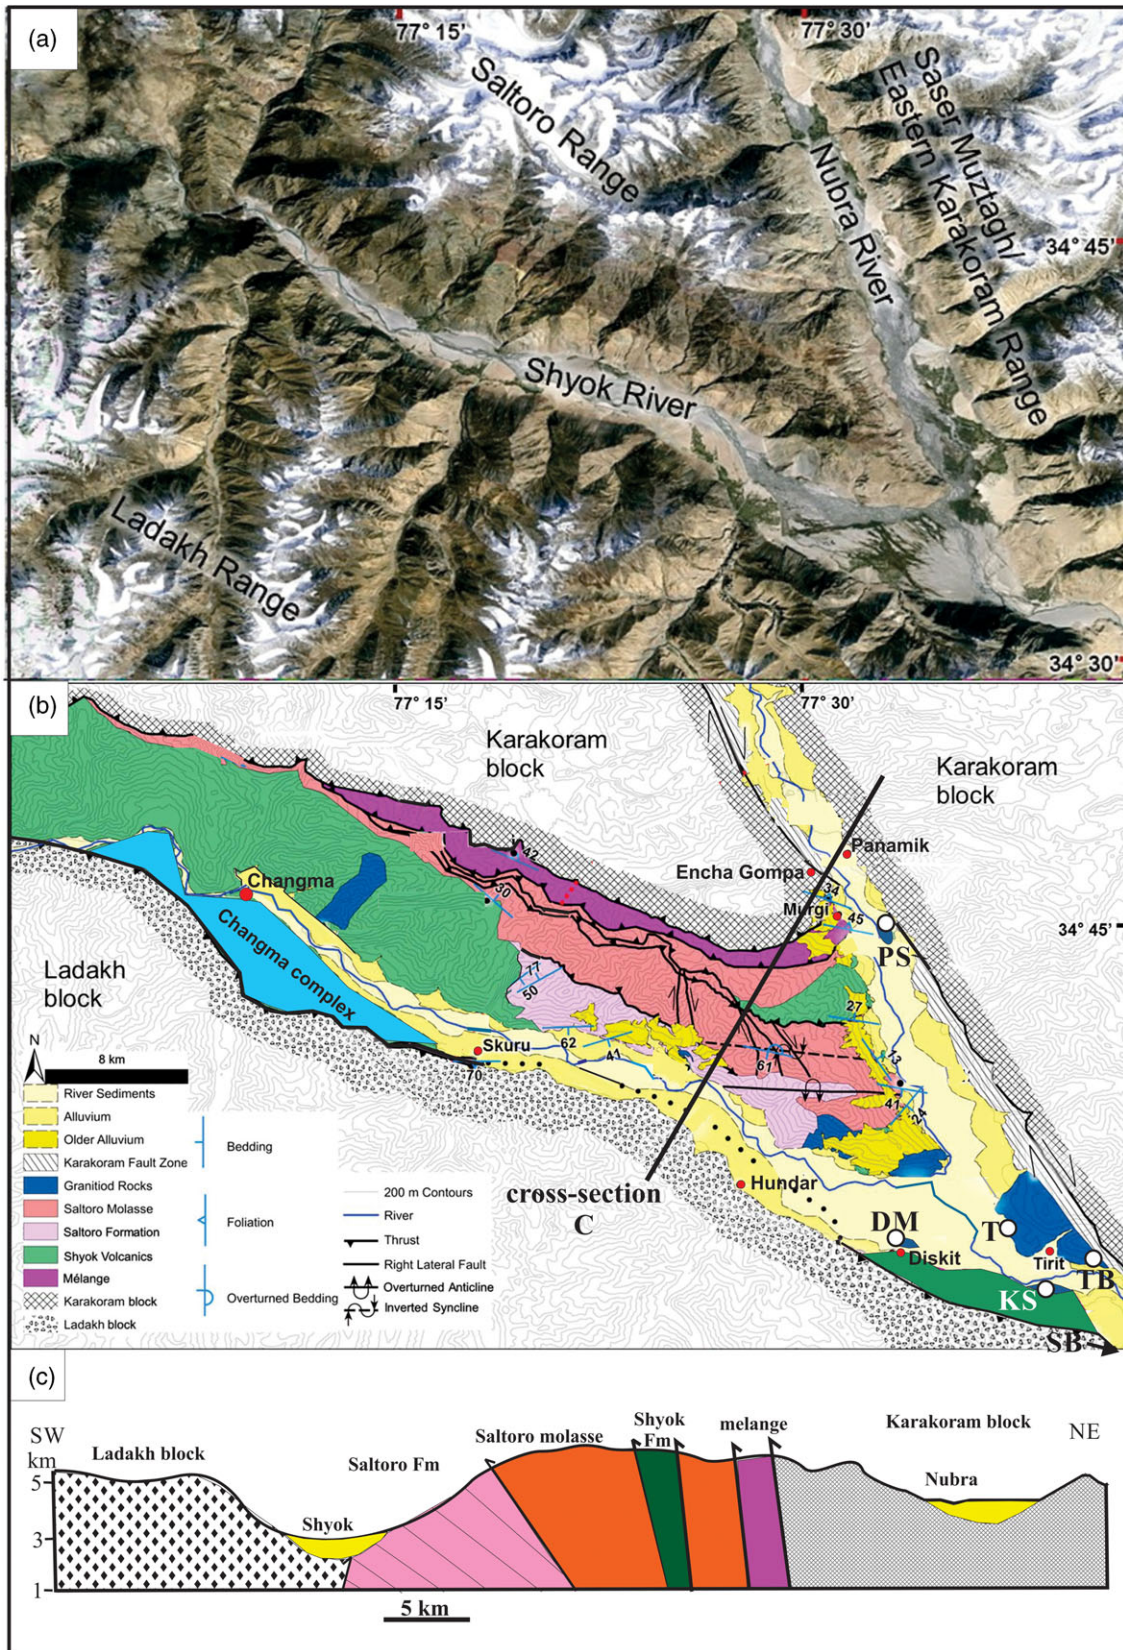 (a)
77° 15'
77° 30'
Saltoro Range
Saser Muztagh/
Eastern Karakoram Range
Nubra River
34° 45'
Shyok River
Ladakh Range
34° 30'
(b)
77° 15'
77° 30'
Karakoram
block
Karakoram
block
Panamik
Encha Gompa
42
34
Murgi
45
30
PS
34° 45'
Changma
Changma complex
Ladakh
block
77
50
27
N
8 km
Skuru
62
41
61
13
70
41
24
River Sediments
Alluvium
Older Alluvium
Karakoram Fault Zone
Granitiod Rocks
Saltoro Molasse
Saltoro Formation
Shyok Volcanics
Mélange
Karakoram block
Ladakh block
Bedding
Foliation
Overturned Bedding
200 m Contours
River
Thrust
Right Lateral Fault
Overturned Anticline
Inverted Syncline
cross-section
C
Hundar
DM
Diskit
T
Tirit
TB
KS
SB
(c)
SW
km
5
3
1
Ladakh block
Shyok
Saltoro Fm
Saltoro molasse
Shyok
Fm
melange
Karakoram block
Nubra
NE
5 km